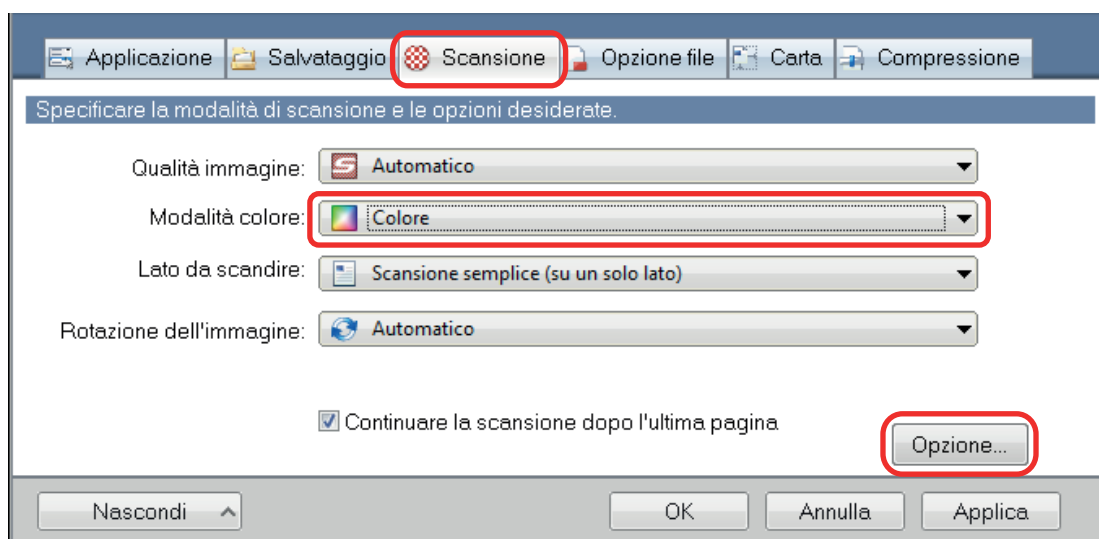 Applicazione Salvataggio Scansione Opzione file Carta Compressione
Specificare la modalità di scansione e le opzioni desiderate.
Qualità immagine: Automatico
Modalità colore: Colore
Lato da scandire: Scansione semplice (su un solo lato)
Rotazione dell'immagine: Automatico
Continuare la scansione dopo l'ultima pagina
Opzione...
Nascondi OK Annulla Applica